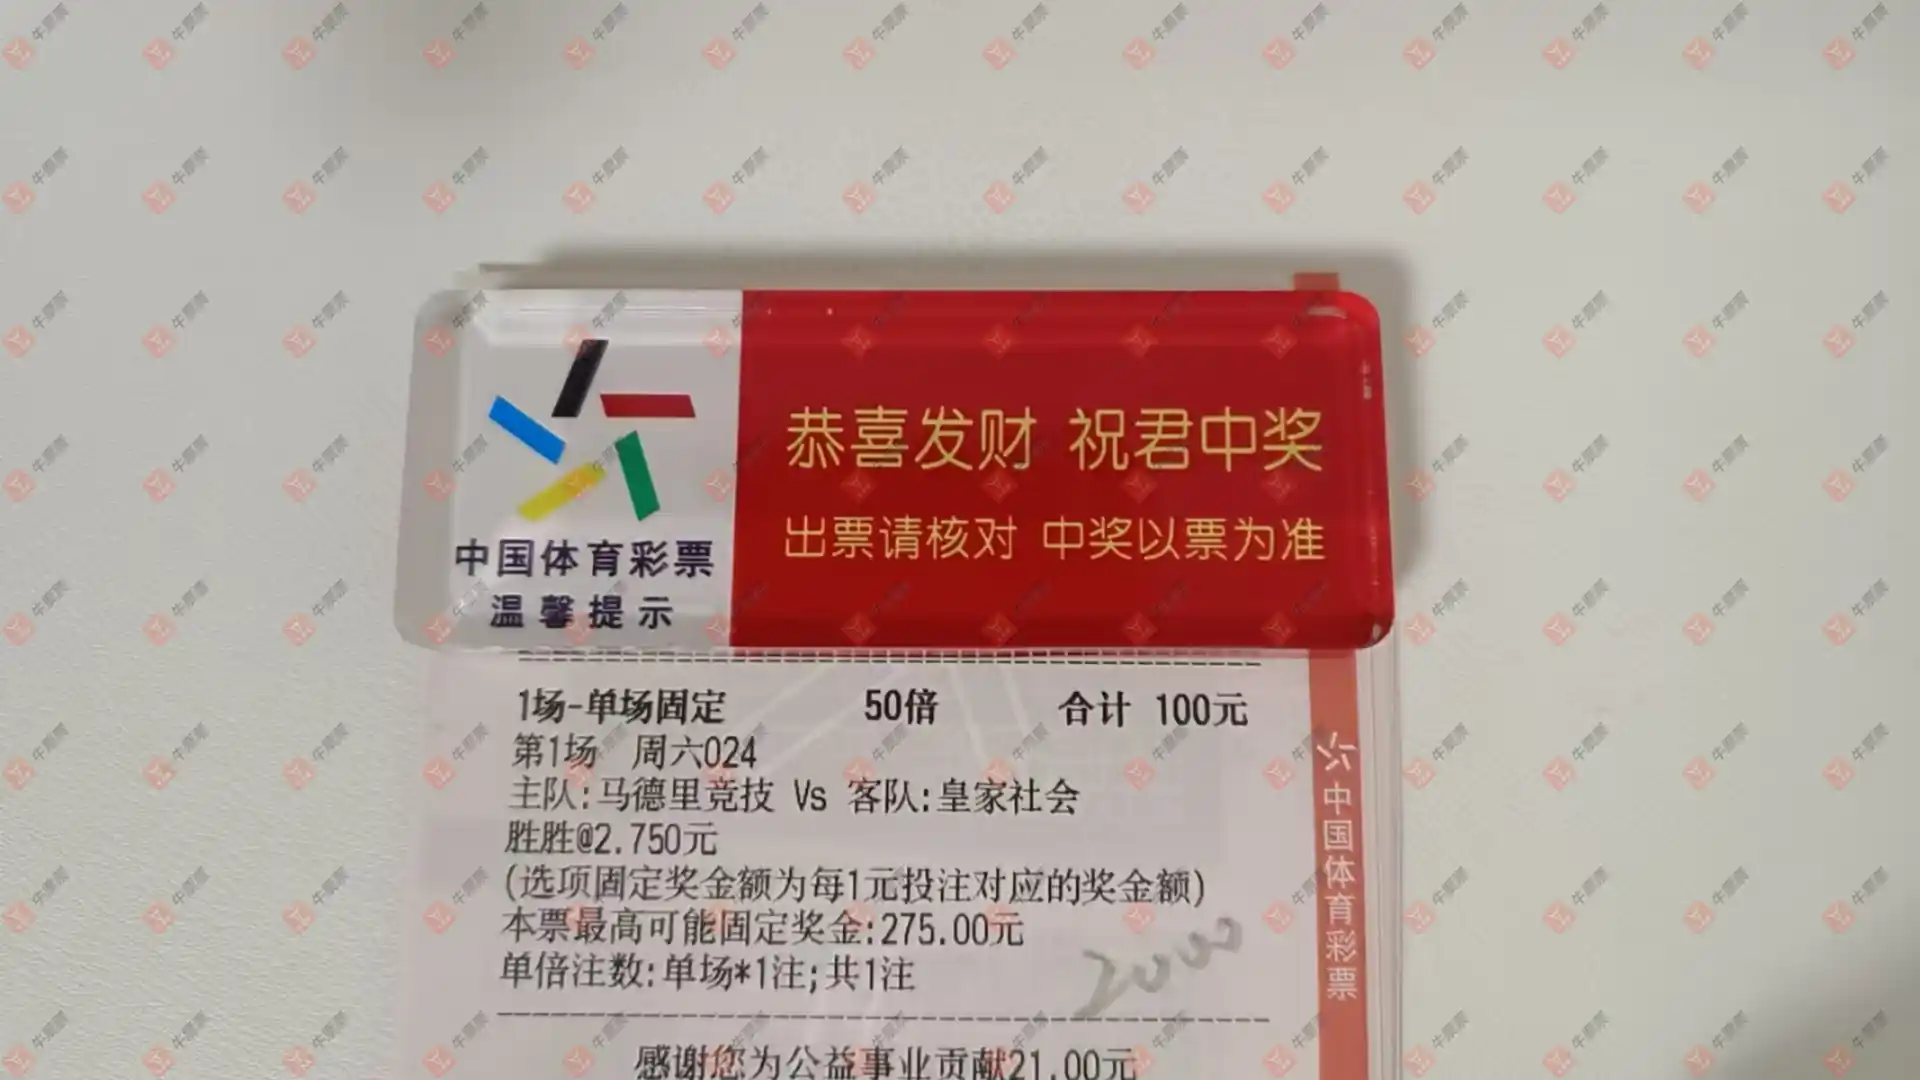 恭喜发财 祝君中奖
出票请核对 中奖以票为准
中国体育彩票
温馨提示
1场-单场固定 50倍 合计 100元
第1场 周六024
主队:马德里竞技 Vs 客队:皇家社会
胜胜@2.750元
(选项固定奖金额为每1元投注对应的奖金额)
本票最高可能固定奖金:275.00元
单倍注数:单场*1注;共1注
2000
感谢您为公益事业贡献21.00元
中国体育彩票
牛票票